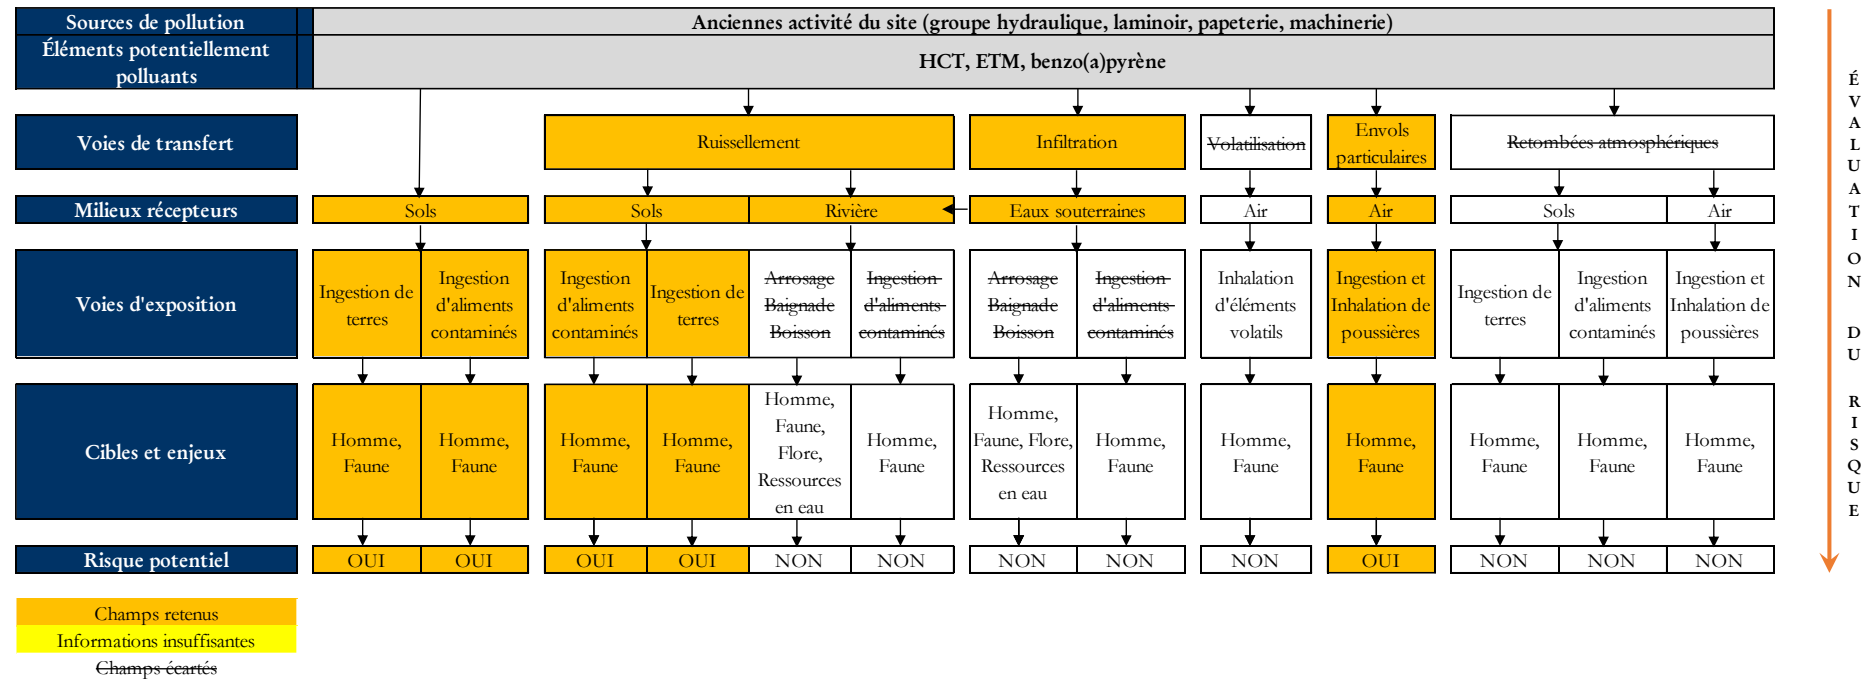 Sources de pollution
Anciennes activité du site (groupe hydraulique, laminoir, papeterie, machinerie)
Éléments potentiellement
polluants
HCT, ETM, benzo(a)pyrène
Voies de transfert
Ruissellement
Infiltration
Volatilisation
Envols
particulaires
Retombées atmosphériques
Milieux récepteurs
Sols
Sols
Rivière
Eaux souterraines
Air
Air
Sols
Air
Voies d'exposition
Ingestion de
terres
Ingestion
d'aliments
contaminés
Ingestion
d'aliments
contaminés
Ingestion de
terres
Arrosage
Baignade
Boisson
Ingestion
d'aliments
contaminés
Arrosage
Baignade
Boisson
Ingestion
d'aliments
contaminés
Inhalation
d'éléments
volatils
Ingestion et
Inhalation de
poussières
Ingestion de
terres
Ingestion
d'aliments
contaminés
Ingestion et
Inhalation de
poussières
Cibles et enjeux
Homme,
Faune
Homme,
Faune
Homme,
Faune
Homme,
Faune
Homme,
Faune,
Flore,
Ressources
en eau
Homme,
Faune
Homme,
Faune, Flore,
Ressources
en eau
Homme,
Faune
Homme,
Faune
Homme,
Faune
Homme,
Faune
Homme,
Faune
Homme,
Faune
Risque potentiel
OUI
OUI
OUI
OUI
NON
NON
NON
NON
NON
OUI
NON
NON
NON
Champs retenus
Informations insuffisantes
Champs écartés
ÉVALUATION DU RISQUE